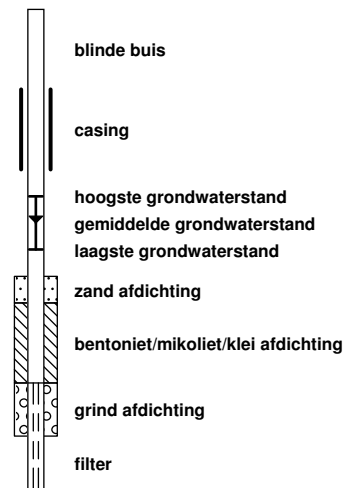 blinde buis
casing
hoogste grondwaterstand
gemiddelde grondwaterstand
laagste grondwaterstand
zand afdichting
bentoniet/mikoliet/klei afdichting
grind afdichting
filter